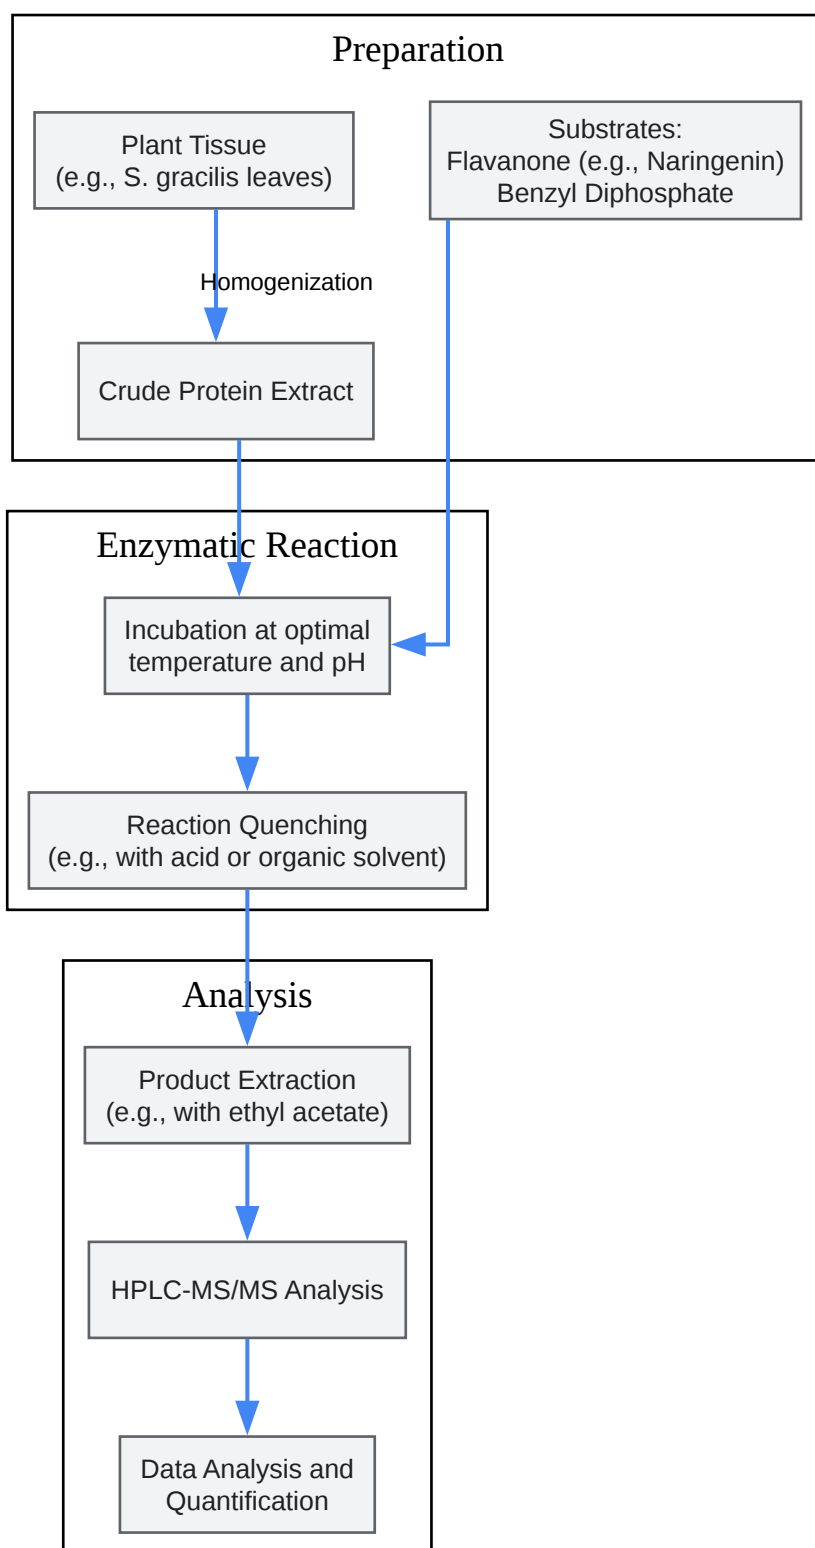 Preparation
Plant Tissue
(e.g., S. gracilis leaves)
Substrates:
Flavanone (e.g., Naringenin)
Benzyl Diphosphate
Homogenization
Crude Protein Extract
Enzymatic Reaction
Incubation at optimal
temperature and pH
Reaction Quenching
(e.g., with acid or organic solvent)
Analysis
Product Extraction
(e.g., with ethyl acetate)
HPLC-MS/MS Analysis
Data Analysis and
Quantification